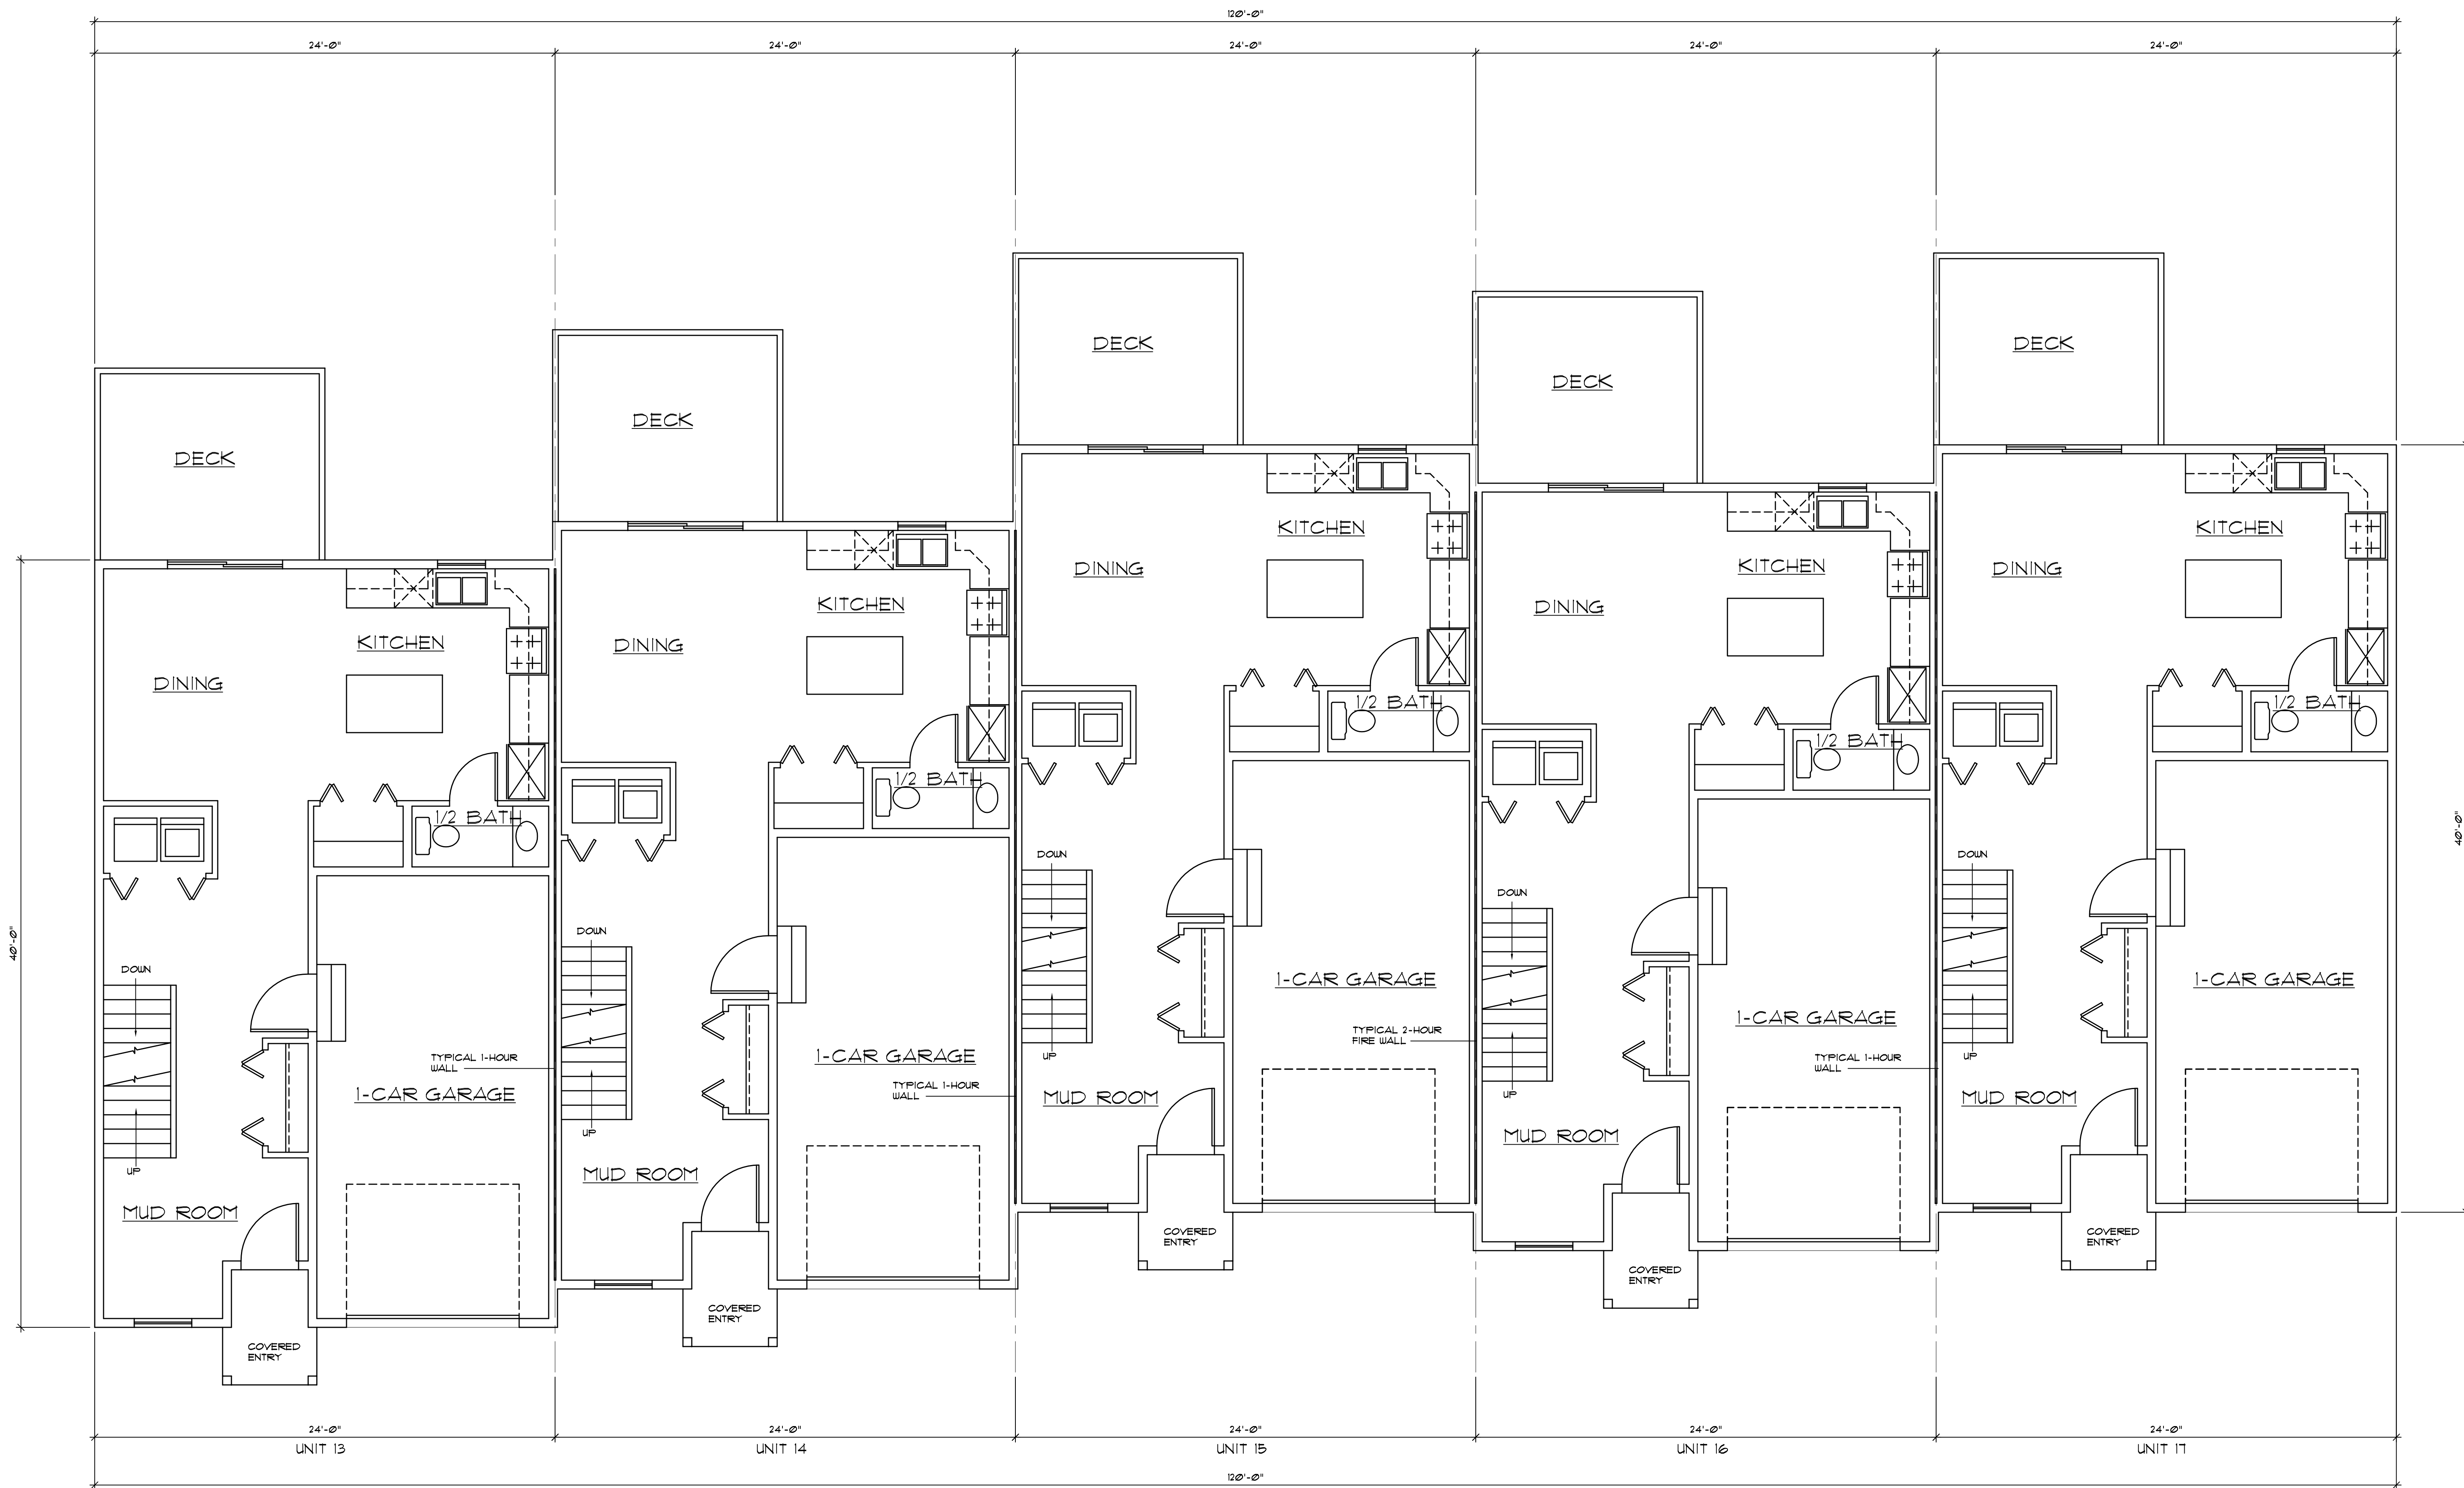 120'-0"
24'-0"
24'-0"
24'-0"
24'-0"
24'-0"
DECK
DECK
DECK
DECK
DECK
KITCHEN
DINING
1/2 BATH
DOWN
UP
TYPICAL 1-HOUR
WALL
1-CAR GARAGE
MUD ROOM
COVERED
ENTRY
KITCHEN
DINING
1/2 BATH
DOWN
UP
1-CAR GARAGE
TYPICAL 1-HOUR
WALL
MUD ROOM
COVERED
ENTRY
KITCHEN
DINING
1/2 BATH
DOWN
UP
1-CAR GARAGE
TYPICAL 2-HOUR
FIRE WALL
MUD ROOM
COVERED
ENTRY
KITCHEN
DINING
1/2 BATH
DOWN
UP
1-CAR GARAGE
TYPICAL 1-HOUR
WALL
MUD ROOM
COVERED
ENTRY
KITCHEN
DINING
1/2 BATH
DOWN
UP
1-CAR GARAGE
MUD ROOM
COVERED
ENTRY
40'-0"
40'-0"
24'-0"
24'-0"
24'-0"
24'-0"
24'-0"
UNIT 13
UNIT 14
UNIT 15
UNIT 16
UNIT 17
120'-0"